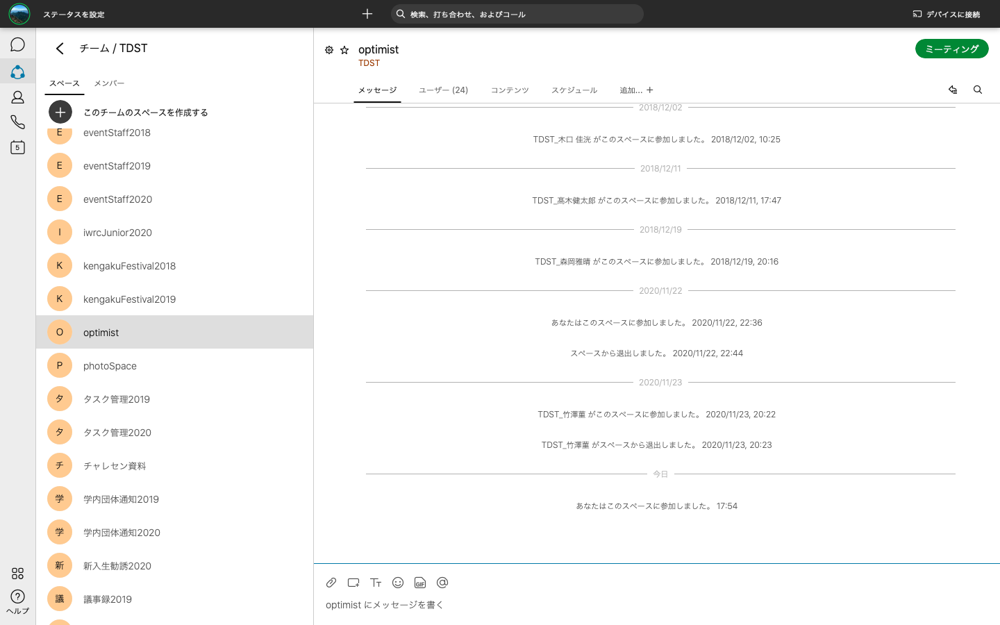 ステータスを設定
検索、打ち合わせ、およびコール
デバイスに接続
チーム / TDST
スペース メンバー
このチームのスペースを作成する
E eventStaff2018
E eventStaff2019
E eventStaff2020
I iwrcJunior2020
K kengakuFestival2018
K kengakuFestival2019
O optimist
P photoSpace
タ タスク管理2019
タ タスク管理2020
チ チャレセン資料
学 学内団体通知2019
学 学内団体通知2020
新 新入生勧誘2020
議 議事録2019
5
ヘルプ
optimist
TDST
ミーティング
メッセージ ユーザー (24) コンテンツ スケジュール 追加...
2018/12/02
TDST_木口 佳洸 がこのスペースに参加しました。 2018/12/02, 10:25
2018/12/11
TDST_髙木健太郎 がこのスペースに参加しました。 2018/12/11, 17:47
2018/12/19
TDST_森岡雅晴 がこのスペースに参加しました。 2018/12/19, 20:16
2020/11/22
あなたはこのスペースに参加しました。 2020/11/22, 22:36
スペースから退出しました。 2020/11/22, 22:44
2020/11/23
TDST_竹澤菫 がこのスペースに参加しました。 2020/11/23, 20:22
TDST_竹澤菫 がスペースから退出しました。 2020/11/23, 20:23
今日
あなたはこのスペースに参加しました。 17:54
GIF
optimist にメッセージを書く